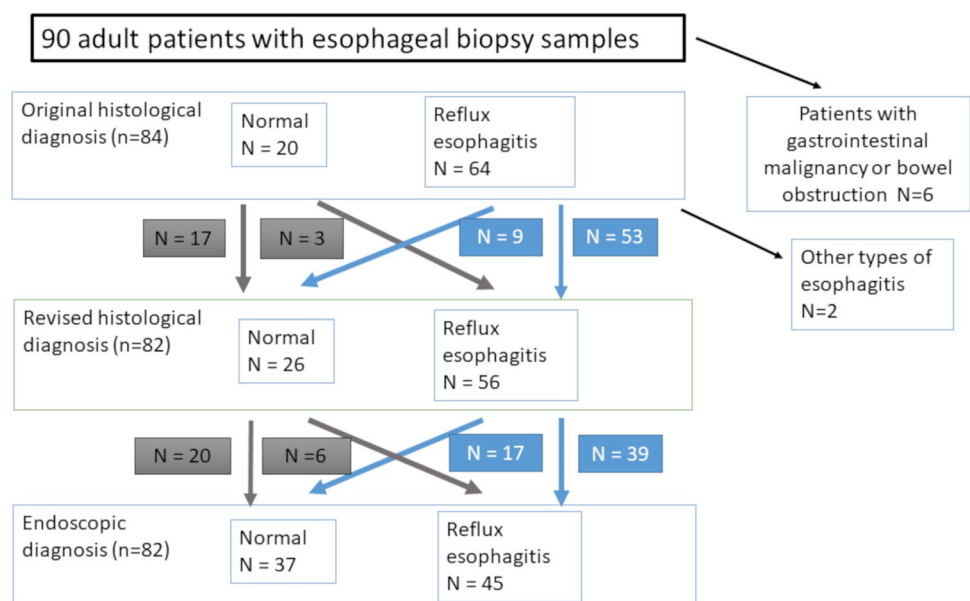 90 adult patients with esophageal biopsy samples
Original histological
diagnosis (n=84)
Normal
N = 20
Reflux
esophagitis
N = 64
Patients with
gastrointestinal
malignancy or bowel
obstruction N=6
N = 17
N = 3
N = 9
N = 53
Other types of
esophagitis
N=2
Revised histological
diagnosis (n=82)
Normal
N = 26
Reflux
esophagitis
N = 56
N = 20
N =6
N = 17
N = 39
Endoscopic
diagnosis (n=82)
Normal
N = 37
Reflux
esophagitis
N = 45